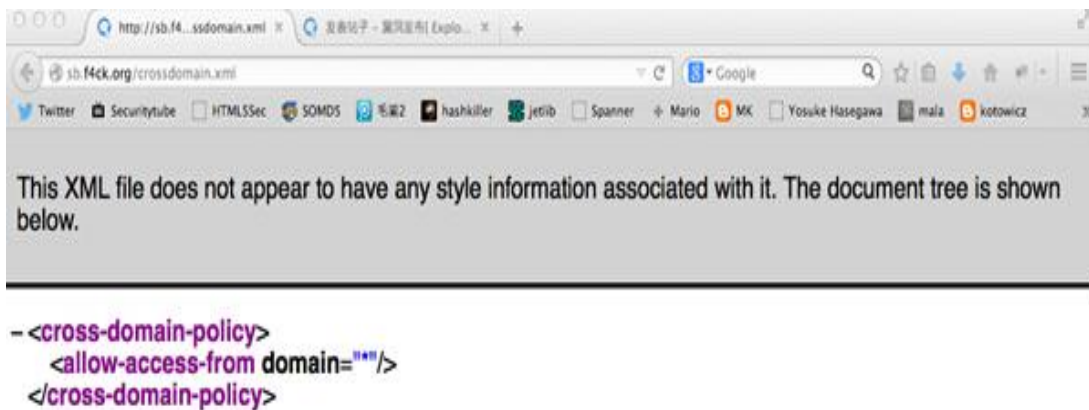 http://sb.f4...ssdomain.xml
sb.f4ck.org/crossdomain.xml
Google
Twitter Securitytube HTML5Sec SOMDS hashkiller jetlib Spanner Mario MK Yosuke Hasegawa mala kotowicz
This XML file does not appear to have any style information associated with it. The document tree is shown
below.
– <cross-domain-policy>
<allow-access-from domain="*"/>
</cross-domain-policy>